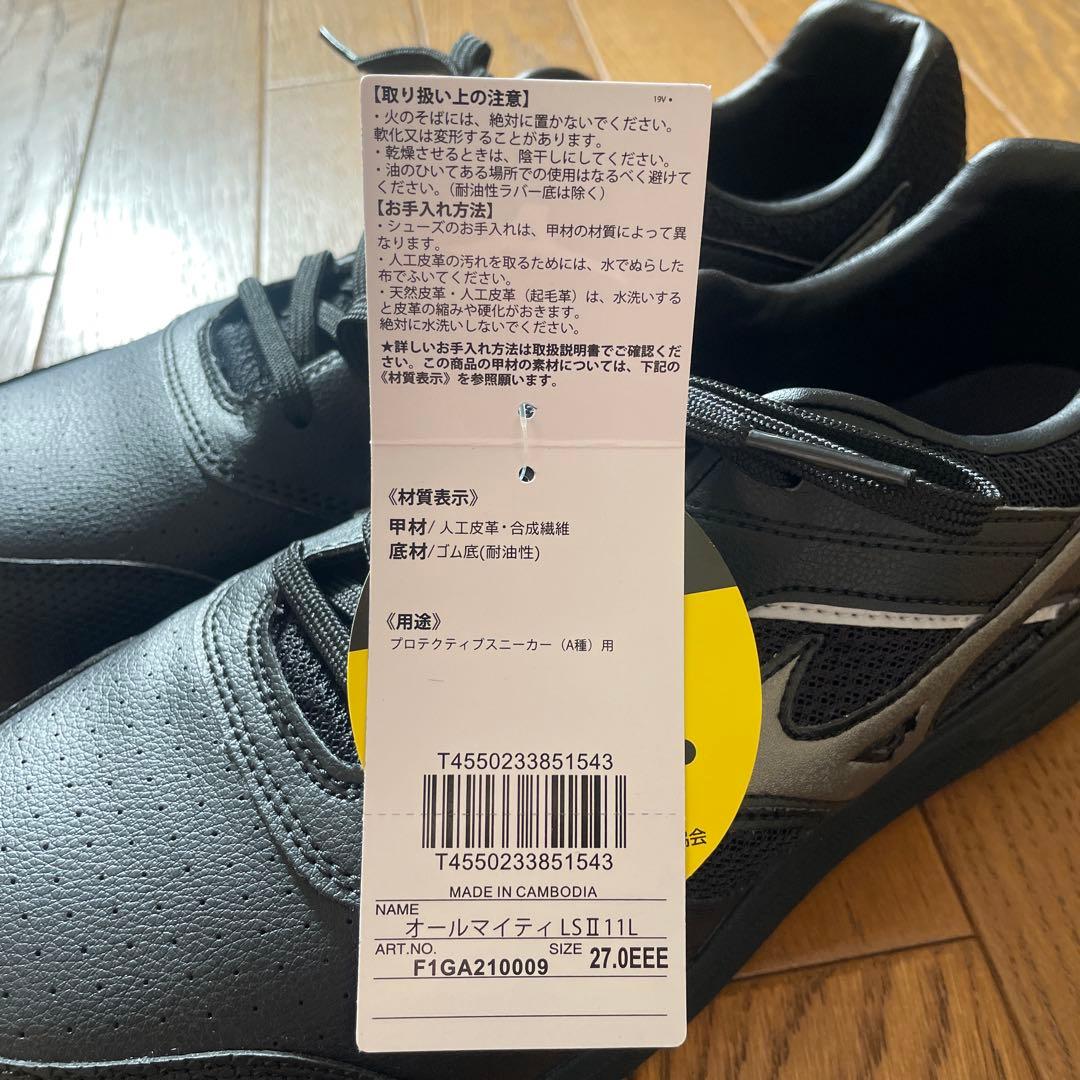 【取り扱い上の注意】
19V •
・火のそばには、絶対に置かないでください。
軟化又は変形することがあります。
・乾燥させるときは、陰干しにしてください。
・油のひいてある場所での使用はなるべく避けて
ください。（耐油性ラバー底は除く）
【お手入れ方法】
・シューズのお手入れは、甲材の材質によって異
なります。
・人工皮革の汚れを取るためには、水でぬらした
布でふいてください。
・天然皮革・人工皮革（起毛革）は、水洗いする
と皮革の縮みや硬化がおきます。
絶対に水洗いしないでください。
★詳しいお手入れ方法は取扱説明書でご確認くだ
さい。この商品の甲材の素材については、下記の
《材質表示》を参照願います。
《材質表示》
甲材/ 人工皮革・合成繊維
底材/ゴム底(耐油性)
《用途》
プロテクティブスニーカー（A種）用
T4550233851543
T4550233851543
会
MADE IN CAMBODIA
NAME
オールマイティ LSⅡ11L
ART.NO. SIZE
F1GA210009 27.0EEE